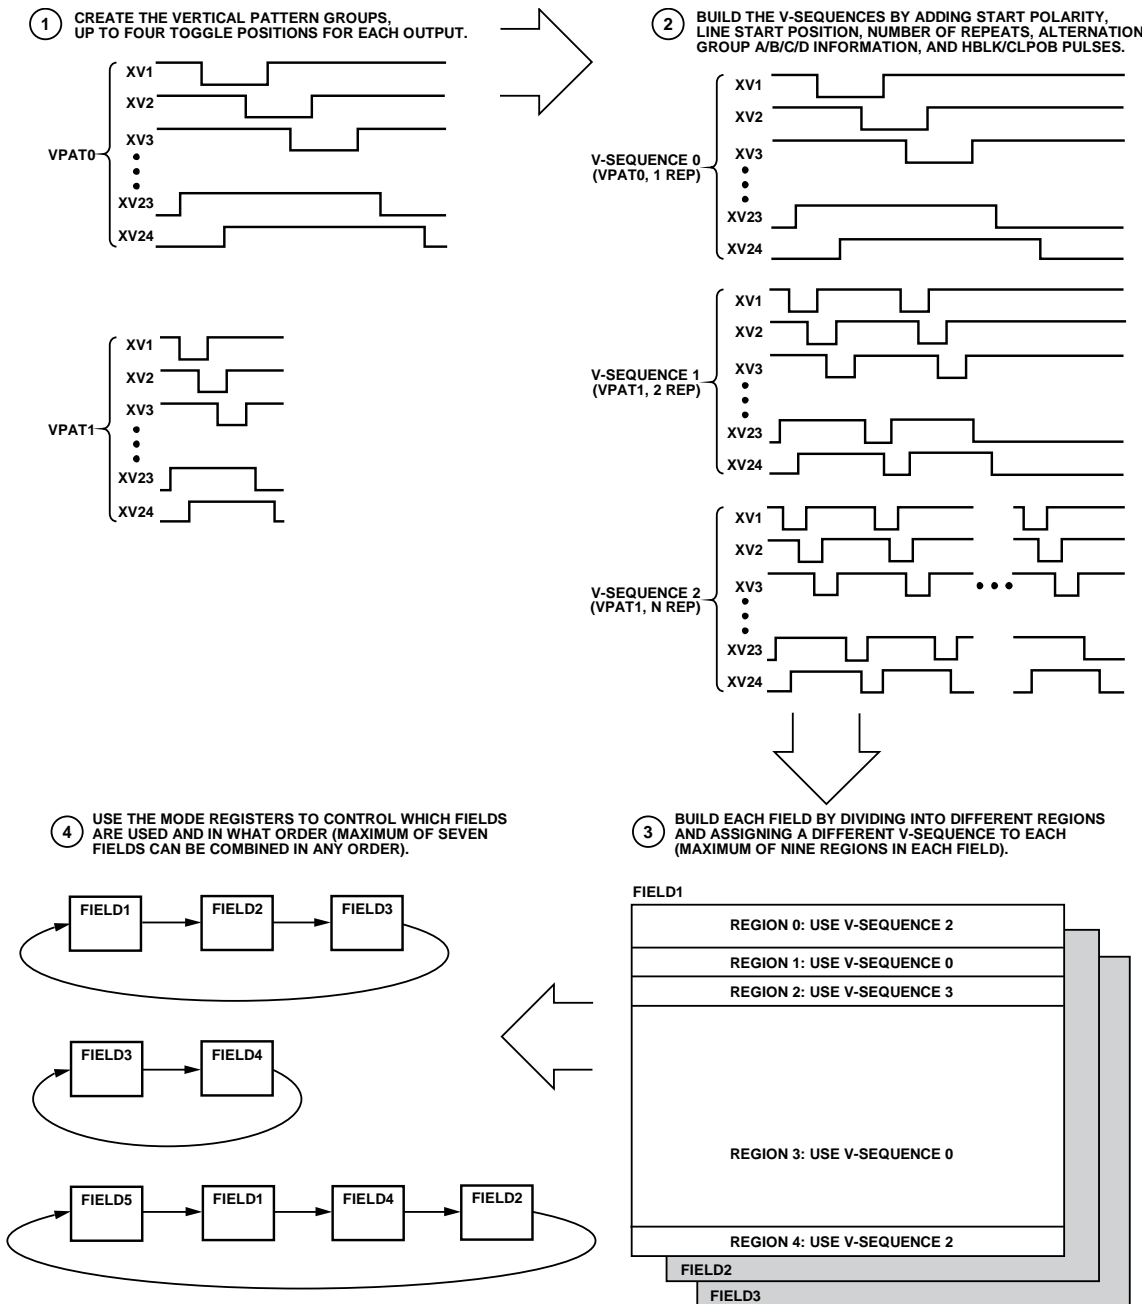 1
CREATE THE VERTICAL PATTERN GROUPS,
UP TO FOUR TOGGLE POSITIONS FOR EACH OUTPUT.
VPAT0
XV1
XV2
XV3
XV23
XV24
VPAT1
XV1
XV2
XV3
XV23
XV24
2
BUILD THE V-SEQUENCES BY ADDING START POLARITY,
LINE START POSITION, NUMBER OF REPEATS, ALTERNATION,
GROUP A/B/C/D INFORMATION, AND HBLK/CLPOB PULSES.
V-SEQUENCE 0
(VPAT0, 1 REP)
XV1
XV2
XV3
XV23
XV24
V-SEQUENCE 1
(VPAT1, 2 REP)
XV1
XV2
XV3
XV23
XV24
V-SEQUENCE 2
(VPAT1, N REP)
XV1
XV2
XV3
XV23
XV24
3
BUILD EACH FIELD BY DIVIDING INTO DIFFERENT REGIONS
AND ASSIGNING A DIFFERENT V-SEQUENCE TO EACH
(MAXIMUM OF NINE REGIONS IN EACH FIELD).
FIELD1
REGION 0: USE V-SEQUENCE 2
REGION 1: USE V-SEQUENCE 0
REGION 2: USE V-SEQUENCE 3
REGION 3: USE V-SEQUENCE 0
REGION 4: USE V-SEQUENCE 2
FIELD2
FIELD3
4
USE THE MODE REGISTERS TO CONTROL WHICH FIELDS
ARE USED AND IN WHAT ORDER (MAXIMUM OF SEVEN
FIELDS CAN BE COMBINED IN ANY ORDER).
FIELD1
FIELD2
FIELD3
FIELD3
FIELD4
FIELD5
FIELD1
FIELD4
FIELD2